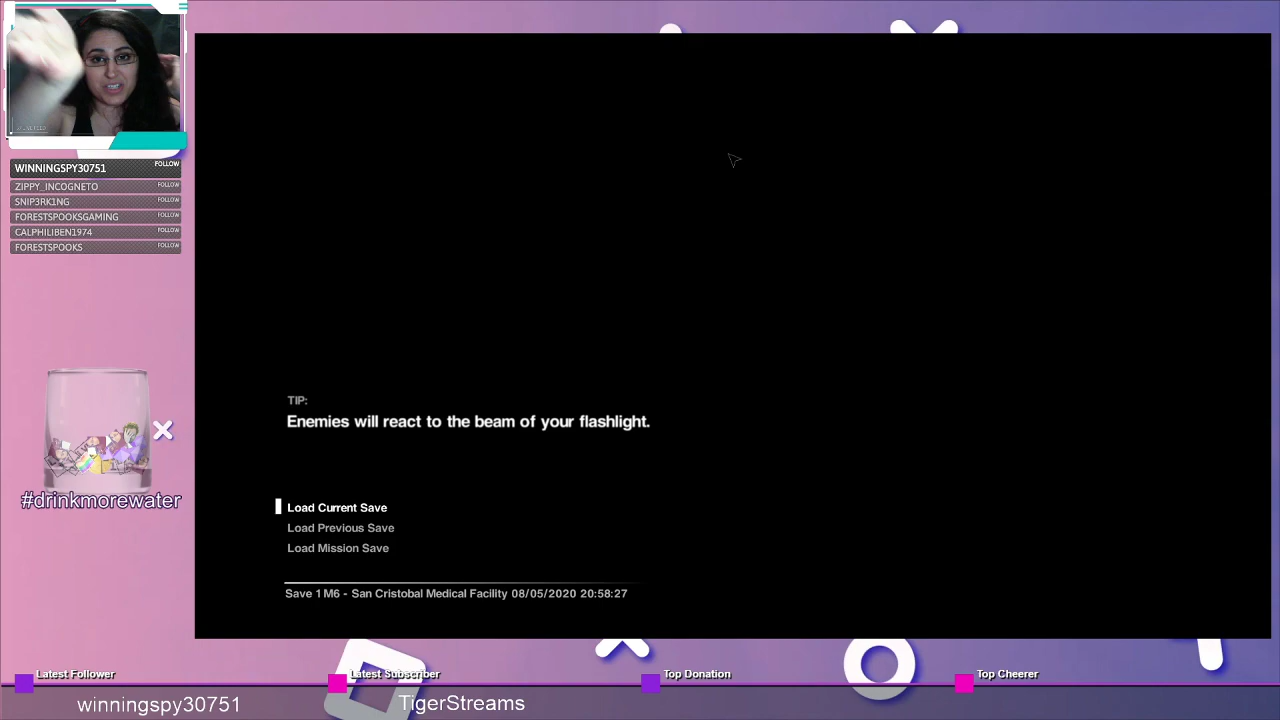 WINNINGSPY30751 FOLLOW
ZIPPY_INCOGNETO FOLLOW
SNIP3RK1NG FOLLOW
FORESTSPOOKSGAMING FOLLOW
CALPHILIBEN1974 FOLLOW
FORESTSPOOKS FOLLOW
#drinkmorewater
TIP:
Enemies will react to the beam of your flashlight.
Load Current Save
Load Previous Save
Load Mission Save
Save 1 M6 - San Cristobal Medical Facility 08/05/2020 20:58:27
Latest Follower
winningspy30751
Latest Subscriber
TigerStreams
Top Donation
Top Cheerer